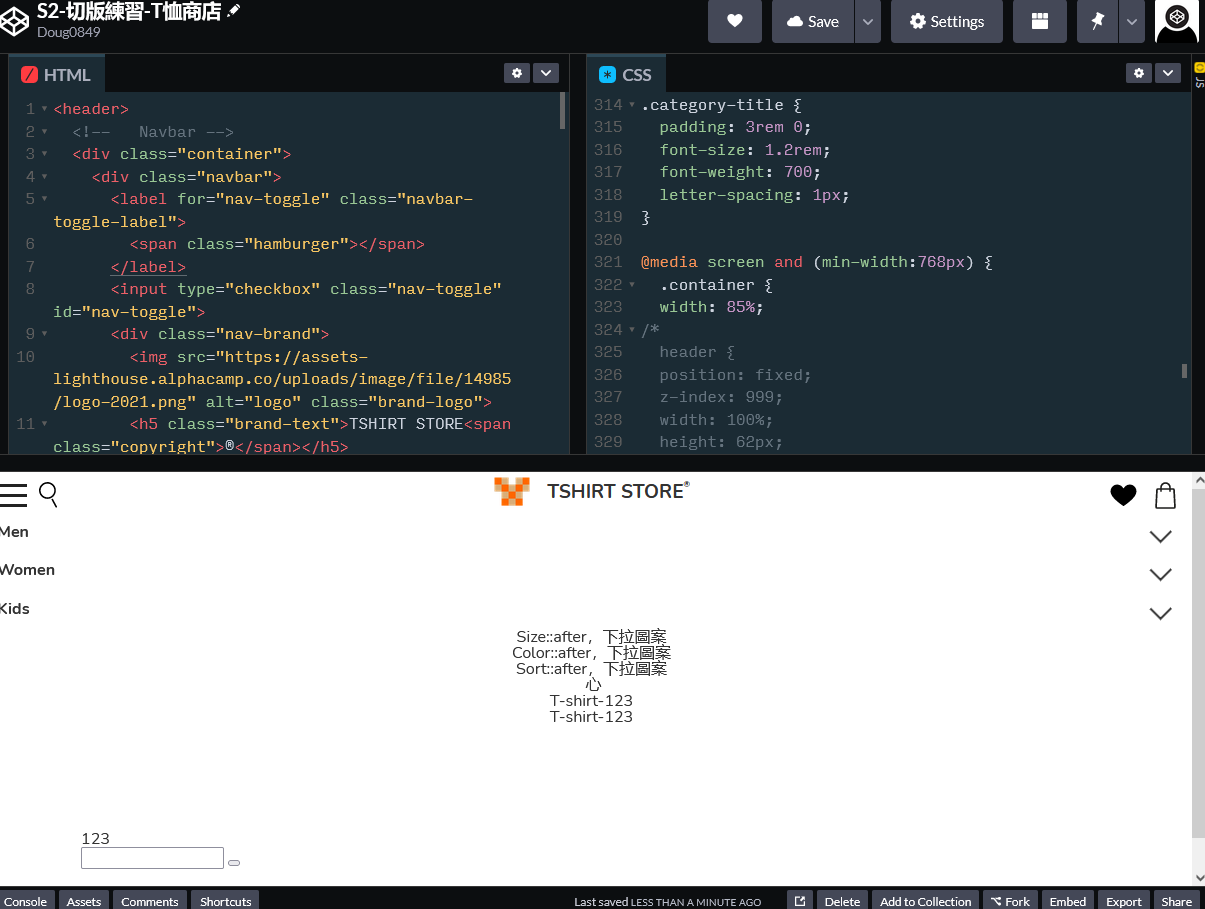 S2-切版練習-T恤商店
Doug0849
Save
Settings
HTML
1 <header>
2 <!--   Navbar -->
3 <div class="container">
4 <div class="navbar">
5 <label for="nav-toggle" class="navbar-
toggle-label">
6 <span class="hamburger"></span>
7 </label>
8 <input type="checkbox" class="nav-toggle"
id="nav-toggle">
9 <div class="nav-brand">
10 <img src="https://assets-
lighthouse.alphacamp.co/uploads/image/file/14985
/logo-2021.png" alt="logo" class="brand-logo">
11 <h5 class="brand-text">TSHIRT STORE<span
class="copyright">®</span></h5>
CSS
314 .category-title {
315 padding: 3rem 0;
316 font-size: 1.2rem;
317 font-weight: 700;
318 letter-spacing: 1px;
319 }
320
321 @media screen and (min-width:768px) {
322 .container {
323 width: 85%;
324 /*
325 header {
326 position: fixed;
327 z-index: 999;
328 width: 100%;
329 height: 62px;
JS
TSHIRT STORE®
Men
Women
Kids
Size::after，下拉圖案
Color::after，下拉圖案
Sort::after，下拉圖案
心
T-shirt-123
T-shirt-123
123
Console
Assets
Comments
Shortcuts
Last saved LESS THAN A MINUTE AGO
Delete
Add to Collection
Fork
Embed
Export
Share